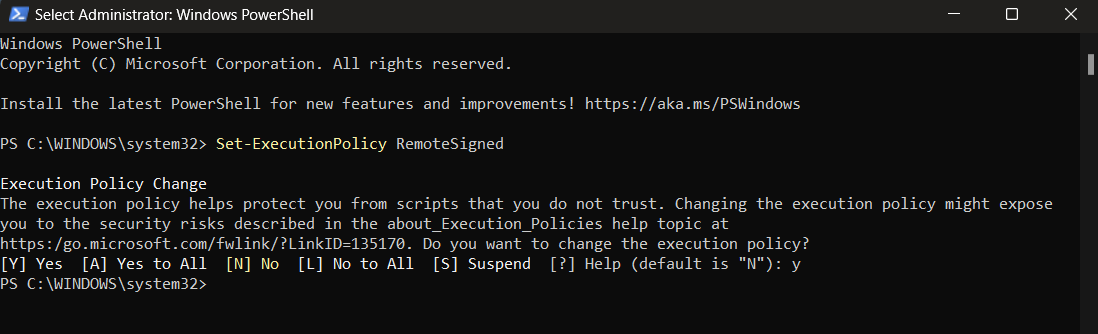 Select Administrator: Windows PowerShell
Windows PowerShell
Copyright (C) Microsoft Corporation. All rights reserved.
Install the latest PowerShell for new features and improvements! https://aka.ms/PSWindows
PS C:\WINDOWS\system32> Set-ExecutionPolicy RemoteSigned
Execution Policy Change
The execution policy helps protect you from scripts that you do not trust. Changing the execution policy might expose
you to the security risks described in the about_Execution_Policies help topic at
https:/go.microsoft.com/fwlink/?LinkID=135170. Do you want to change the execution policy?
[Y] Yes  [A] Yes to All  [N] No  [L] No to All  [S] Suspend  [?] Help (default is "N"): y
PS C:\WINDOWS\system32>